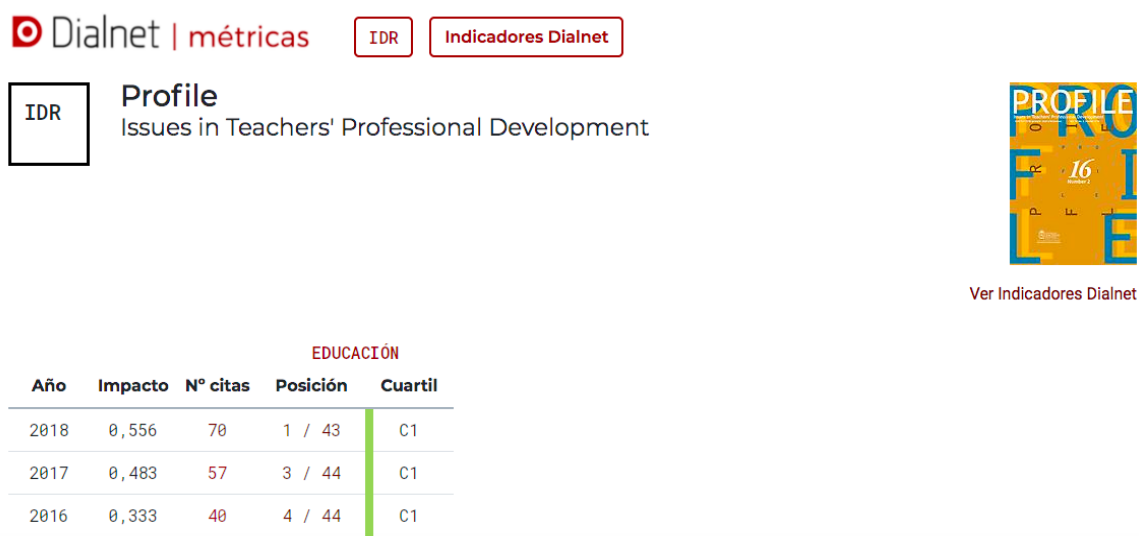 Dialnet | métricas
IDR
Indicadores Dialnet
IDR
Profile
Issues in Teachers' Professional Development
PROFILE
16
Number 2
Ver Indicadores Dialnet
EDUCACIÓN
Año Impacto Nº citas Posición Cuartil
2018 0,556 70 1 / 43 C1
2017 0,483 57 3 / 44 C1
2016 0,333 40 4 / 44 C1